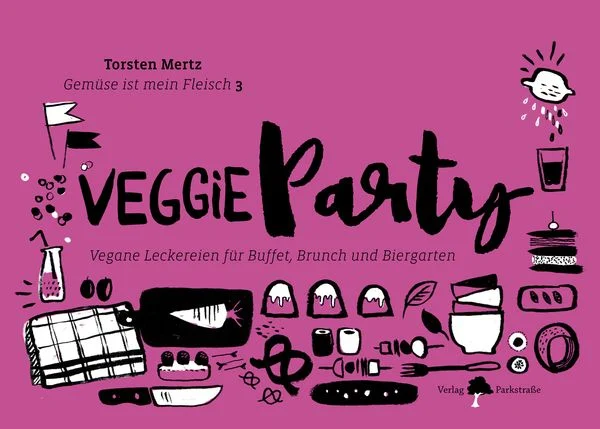 Torsten Mertz
Gemüse ist mein Fleisch 3
VEGGiE Party
Vegane Leckereien für Buffet, Brunch und Biergarten
Verlag Parkstraße